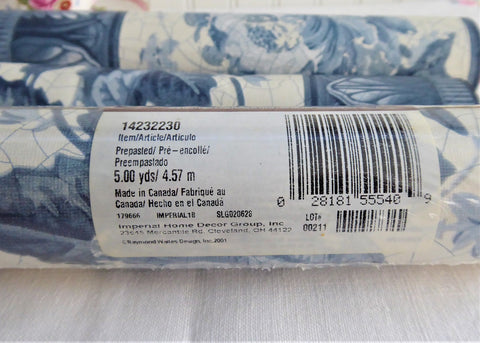 14232230
Item/Article/Articulo
Prepasted/ Pré-encollé/
Preempastado
5.00 yds/ 4.57 m
Made in Canada/ Fabriqué au
Canada/ Hecho en el Canadá
179666 IMPERIAL1B SLG020628
Imperial Home Decor Group, Inc
23645 Mercantile Rd, Cleveland, OH 44122
©Raymond Waites Design, Inc.2001
0 28181 55540 9
LOT#
00211